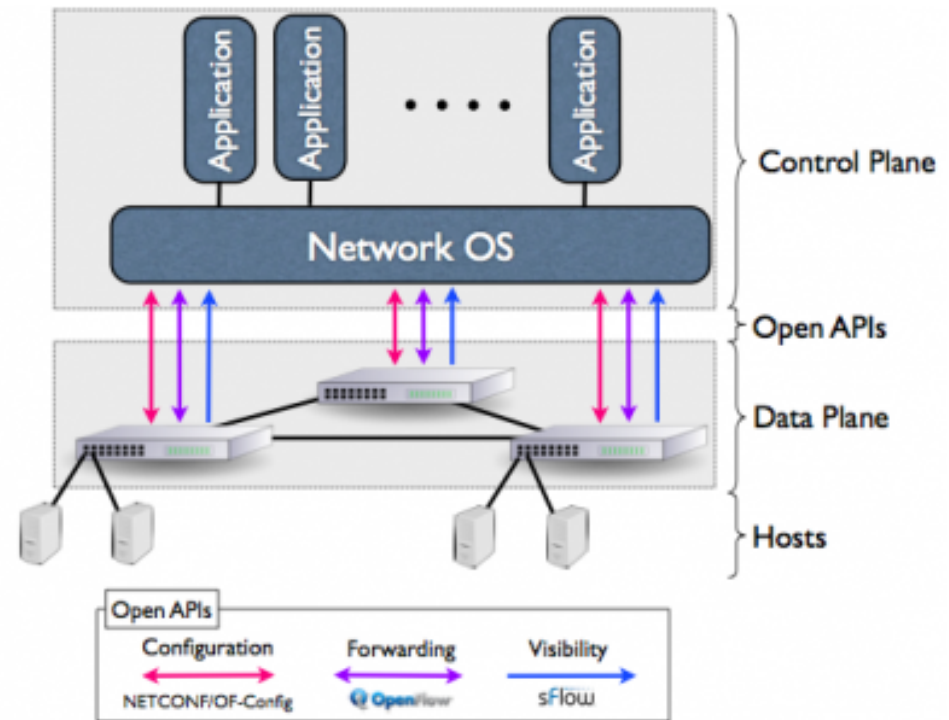 Application
Application
Application
Control Plane
Network OS
Open APIs
Data Plane
Hosts
Open APIs
Configuration Forwarding Visibility
NETCONF/OF-Config OpenFlow sFlow